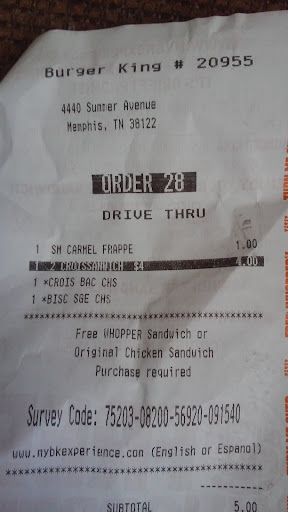 Burger King # 20955
4440 Summer Avenue
Memphis, TN 38122
ORDER 28
DRIVE THRU
1 SM CARMEL FRAPPE 1.00
1 2 CROISSANWICH $4 4.00
1 *CROIS BAC CHS
1 *BISC SGE CHS
****************************************
Free WHOPPER Sandwich or
Original Chicken Sandwich
Purchase required
Survey Code: 75203-08200-56920-091540
www.mybkexperience.com (English or Espanol)
****************************************
SUBTOTAL 5.00